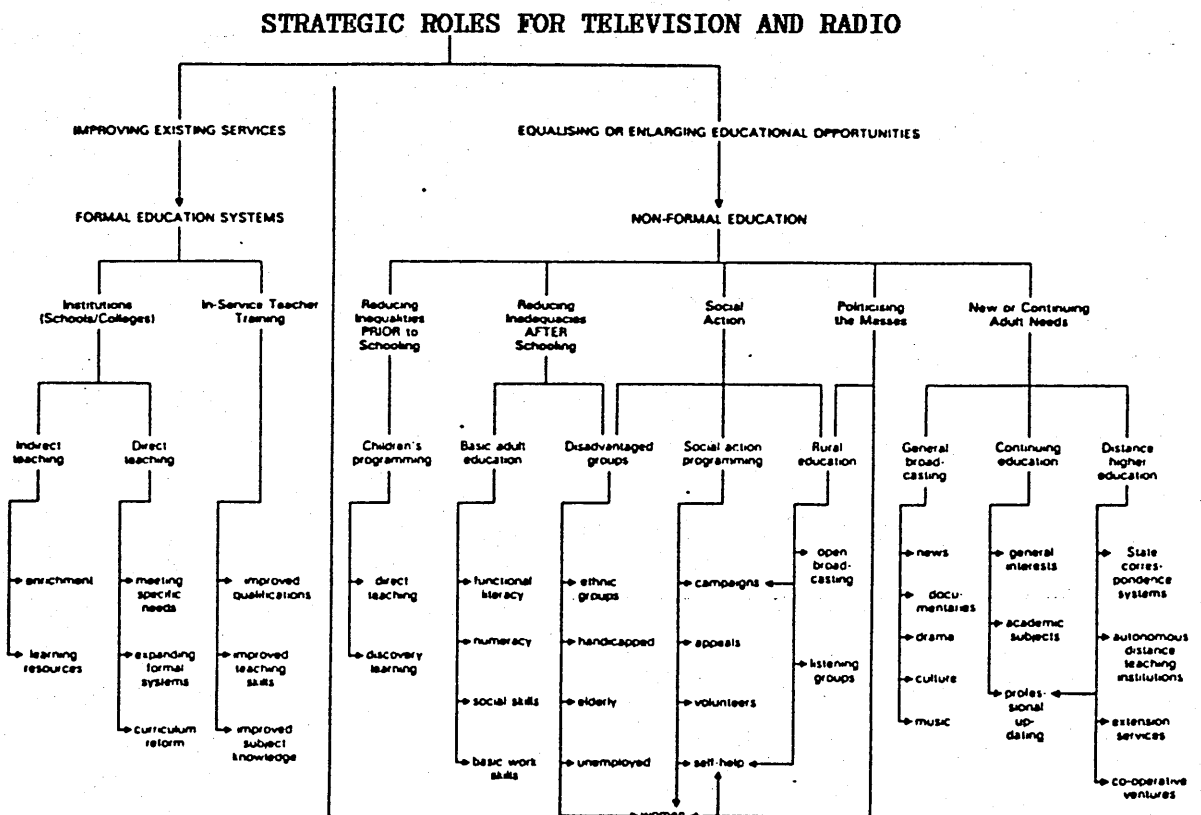 STRATEGIC ROLES FOR TELEVISION AND RADIO
IMPROVING EXISTING SERVICES
EQUALISING OR ENLARGING EDUCATIONAL OPPORTUNITIES
FORMAL EDUCATION SYSTEMS
NON-FORMAL EDUCATION
Institutions
(Schools/Colleges)
In-Service Teacher
Training
Reducing
Inequalities
PRIOR to
Schooling
Reducing
Inadequacies
AFTER
Schooling
Social
Action
Politicising
the Masses
New or Continuing
Adult Needs
Indirect
teaching
Direct
teaching
Children's
programming
Basic adult
education
Disadvantaged
groups
Social action
programming
Rural
education
General
broad-
casting
Continuing
education
Distance
higher
education
enrichment
learning
resources
meeting
specific
needs
expanding
formal
systems
curriculum
reform
improved
qualifications
improved
teaching
skills
improved
subject
knowledge
direct
teaching
discovery
learning
functional
literacy
numeracy
social skills
basic work
skills
ethnic
groups
handicapped
elderly
unemployed
women
campaigns
appeals
volunteers
self-help
open
broad-
casting
listening
groups
news
docu-
mentaries
drama
culture
music
general
interests
academic
subjects
profes-
sional
up-
dating
State
corres-
pondence
systems
autonomous
distance
teaching
institutions
extension
services
co-operative
ventures